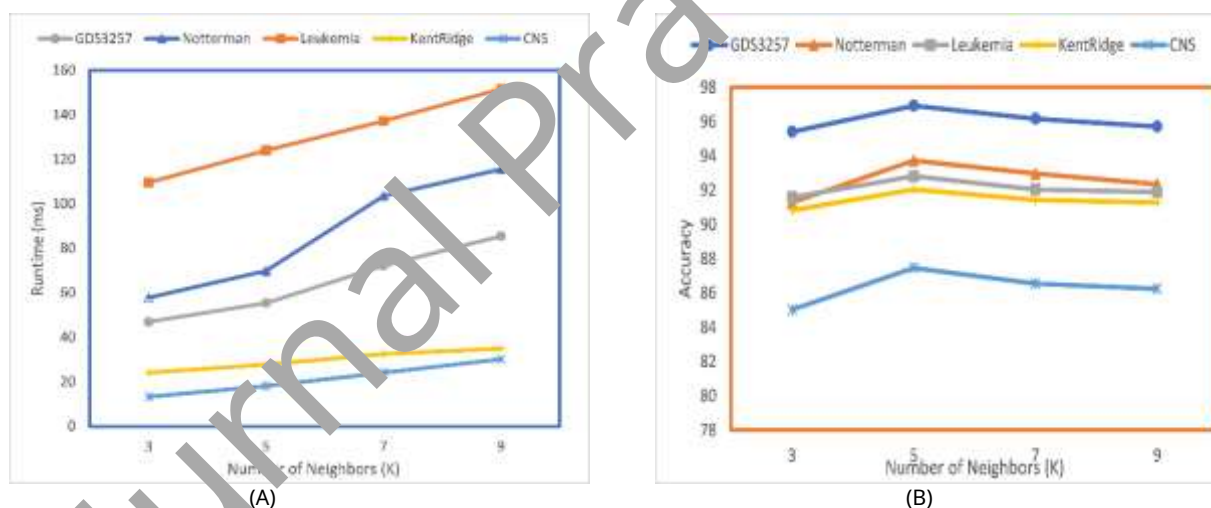 GDS3257 Notterman Leukemia KentRidge CNS
160
140
120
100
80
60
40
20
0
Runtime (ms)
3 5 7 9
Number of Neighbors (K)
(A)
GDS3257 Notterman Leukemia KentRidge CNS
98
96
94
92
90
88
86
84
82
80
78
Accuracy
3 5 7 9
Number of Neighbors (K)
(B)
urnal Pra